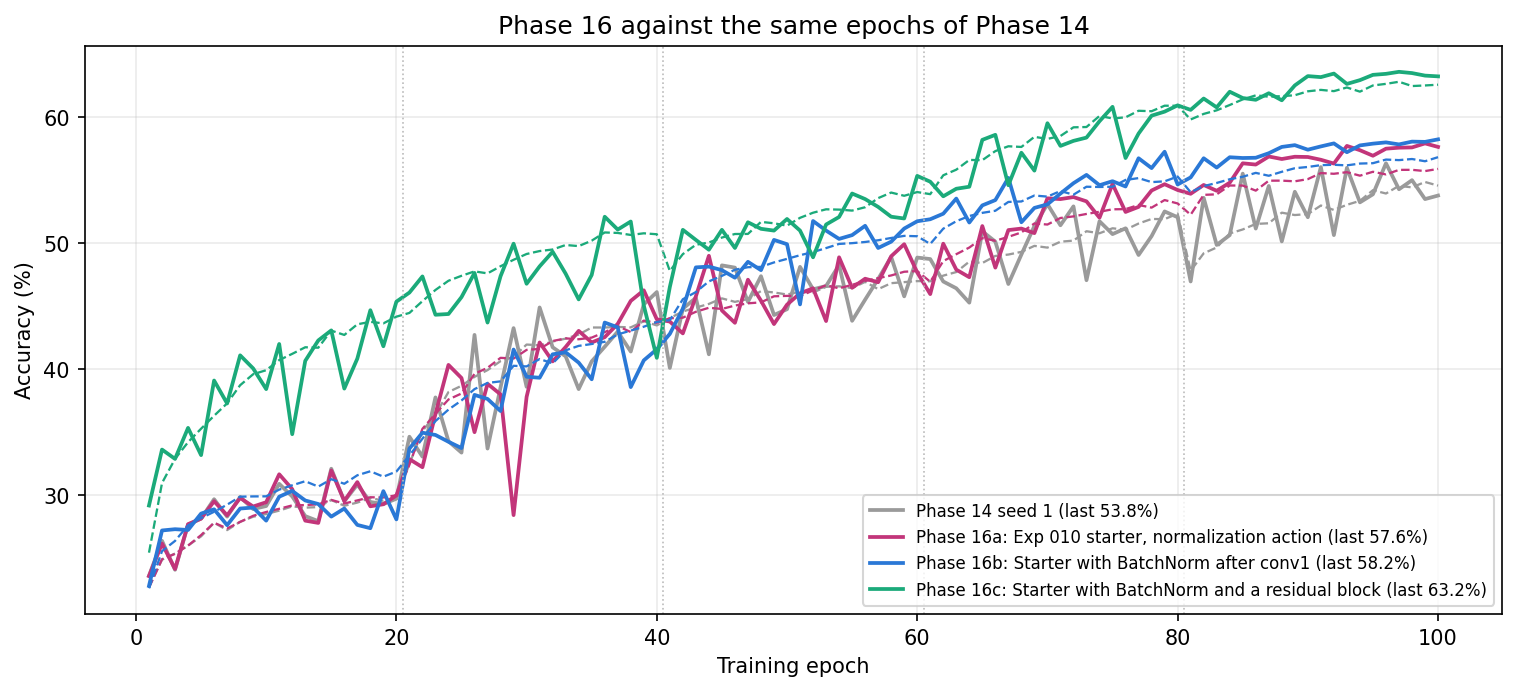 Phase 16 against the same epochs of Phase 14
Accuracy (%)
60
50
40
30
0
20
40
60
80
100
Training epoch
Phase 14 seed 1 (last 53.8%)
Phase 16a: Exp 010 starter, normalization action (last 57.6%)
Phase 16b: Starter with BatchNorm after conv1 (last 58.2%)
Phase 16c: Starter with BatchNorm and a residual block (last 63.2%)